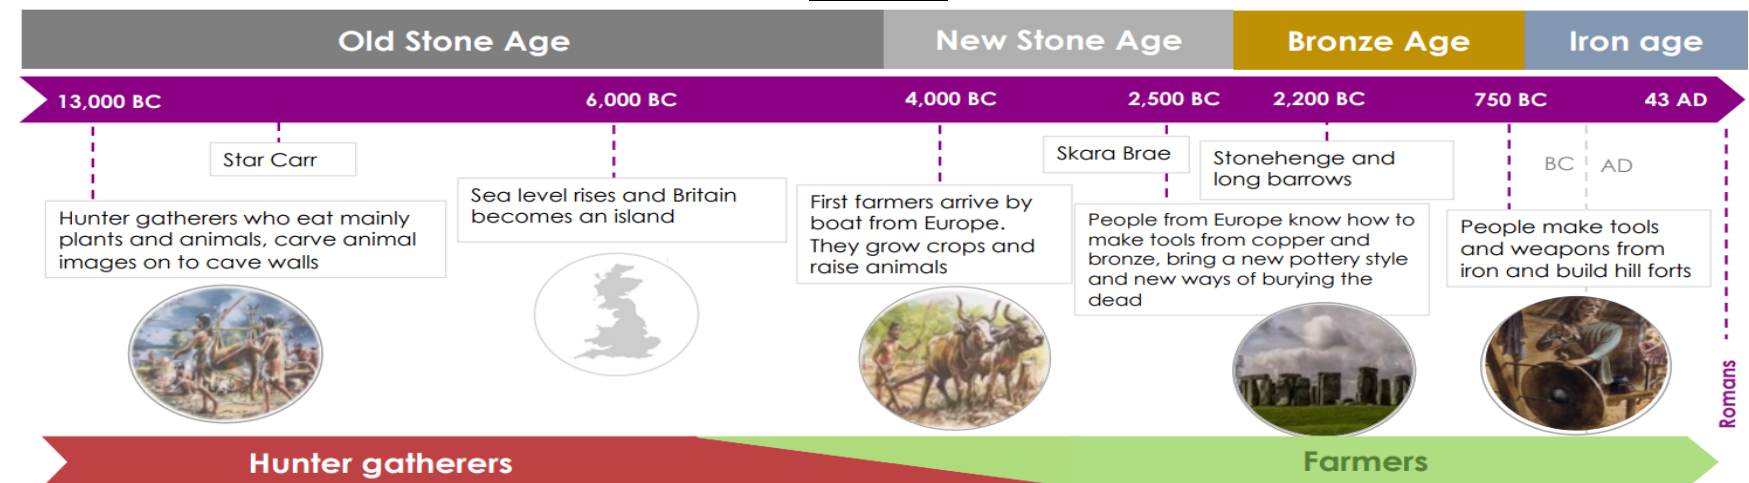 Old Stone Age
New Stone Age
Bronze Age
Iron age
13,000 BC
6,000 BC
4,000 BC
2,500 BC
2,200 BC
750 BC
43 AD
Star Carr
Hunter gatherers who eat mainly
plants and animals, carve animal
images on to cave walls
Sea level rises and Britain
becomes an island
First farmers arrive by
boat from Europe.
They grow crops and
raise animals
Skara Brae
People from Europe know how to
make tools from copper and
bronze, bring a new pottery style
and new ways of burying the
dead
Stonehenge and
long barrows
BC
AD
People make tools
and weapons from
iron and build hill forts
Romans
Hunter gatherers
Farmers